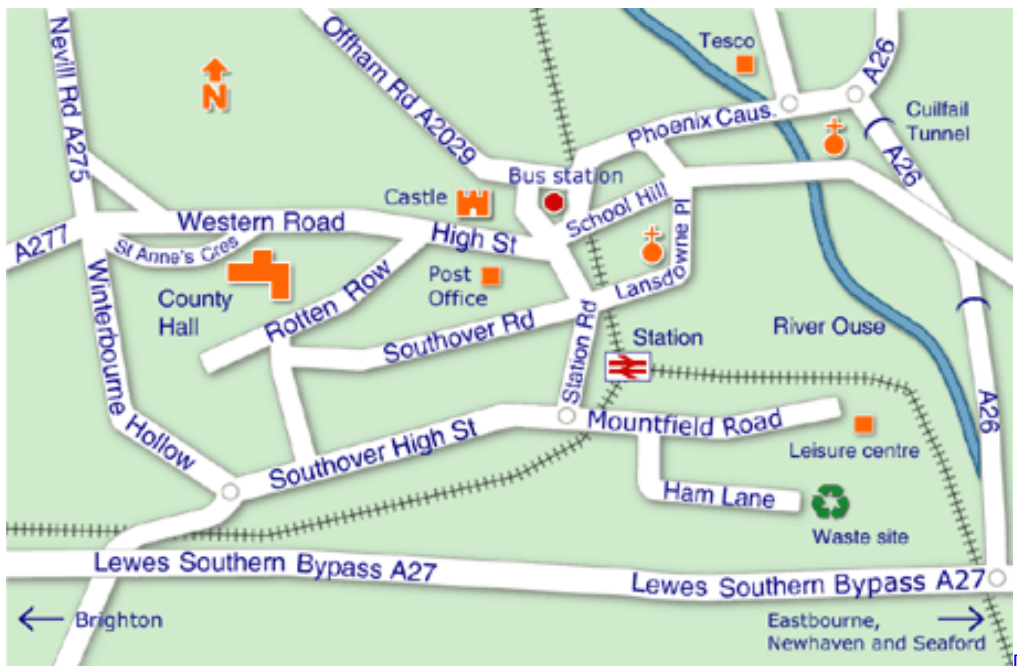 Nevill Rd A275
Offham Rd A2029
Tesco
A26
Phoenix Caus.
Cuilfail
Tunnel
A26
N
Bus station
Castle
School Hill
Western Road
High St
Lansdowne Pl
A277
St Anne's Cres
Winterbourne
Hollow
County
Hall
Rotten Row
Post
Office
Southover Rd
Station Rd
Station
River Ouse
A26
Mountfield Road
Southover High St
Leisure centre
Ham Lane
Waste site
Lewes Southern Bypass A27
Lewes Southern Bypass A27
Brighton
Eastbourne,
Newhaven and Seaford